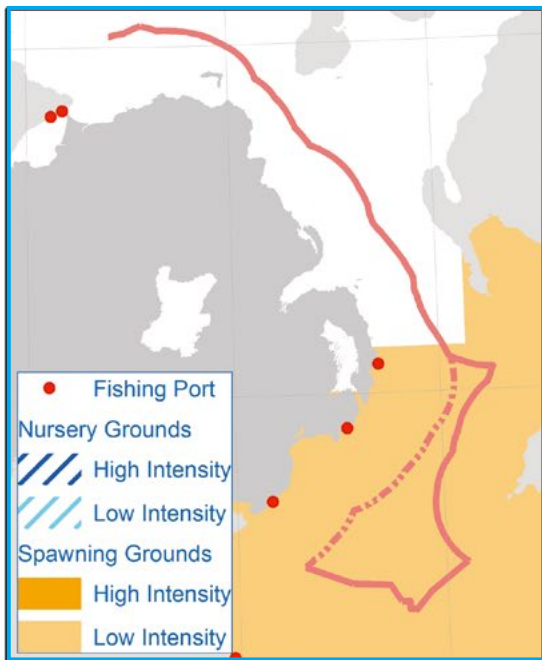 Fishing Port
Nursery Grounds
High Intensity
Low Intensity
Spawning Grounds
High Intensity
Low Intensity